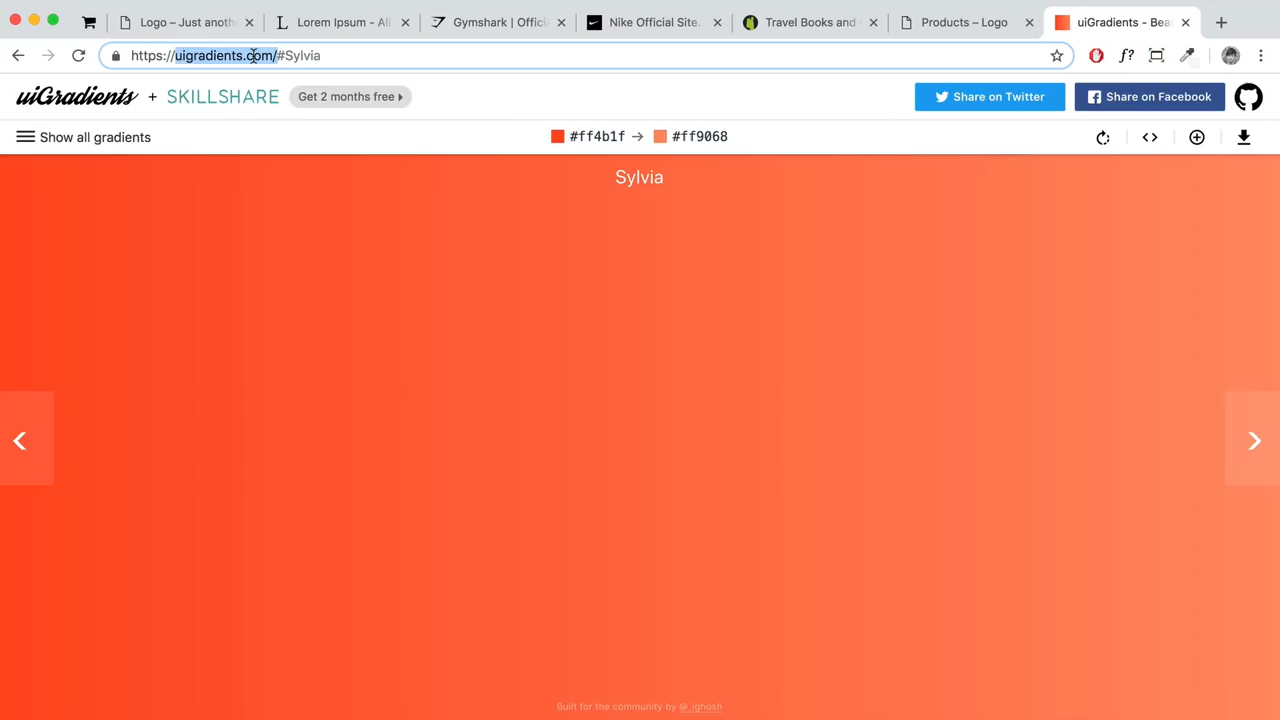 Logo – Just anoth
Lorem Ipsum - All
Gymshark | Offici
Nike Official Site.
Travel Books and
Products – Logo
uiGradients - Bea
https://uigradients.com/#Sylvia
f?
uiGradients + SKILLSHARE Get 2 months free
Share on Twitter
Share on Facebook
Show all gradients
#ff4b1f → #ff9068
<>
Sylvia
Built for the community by @_ighosh